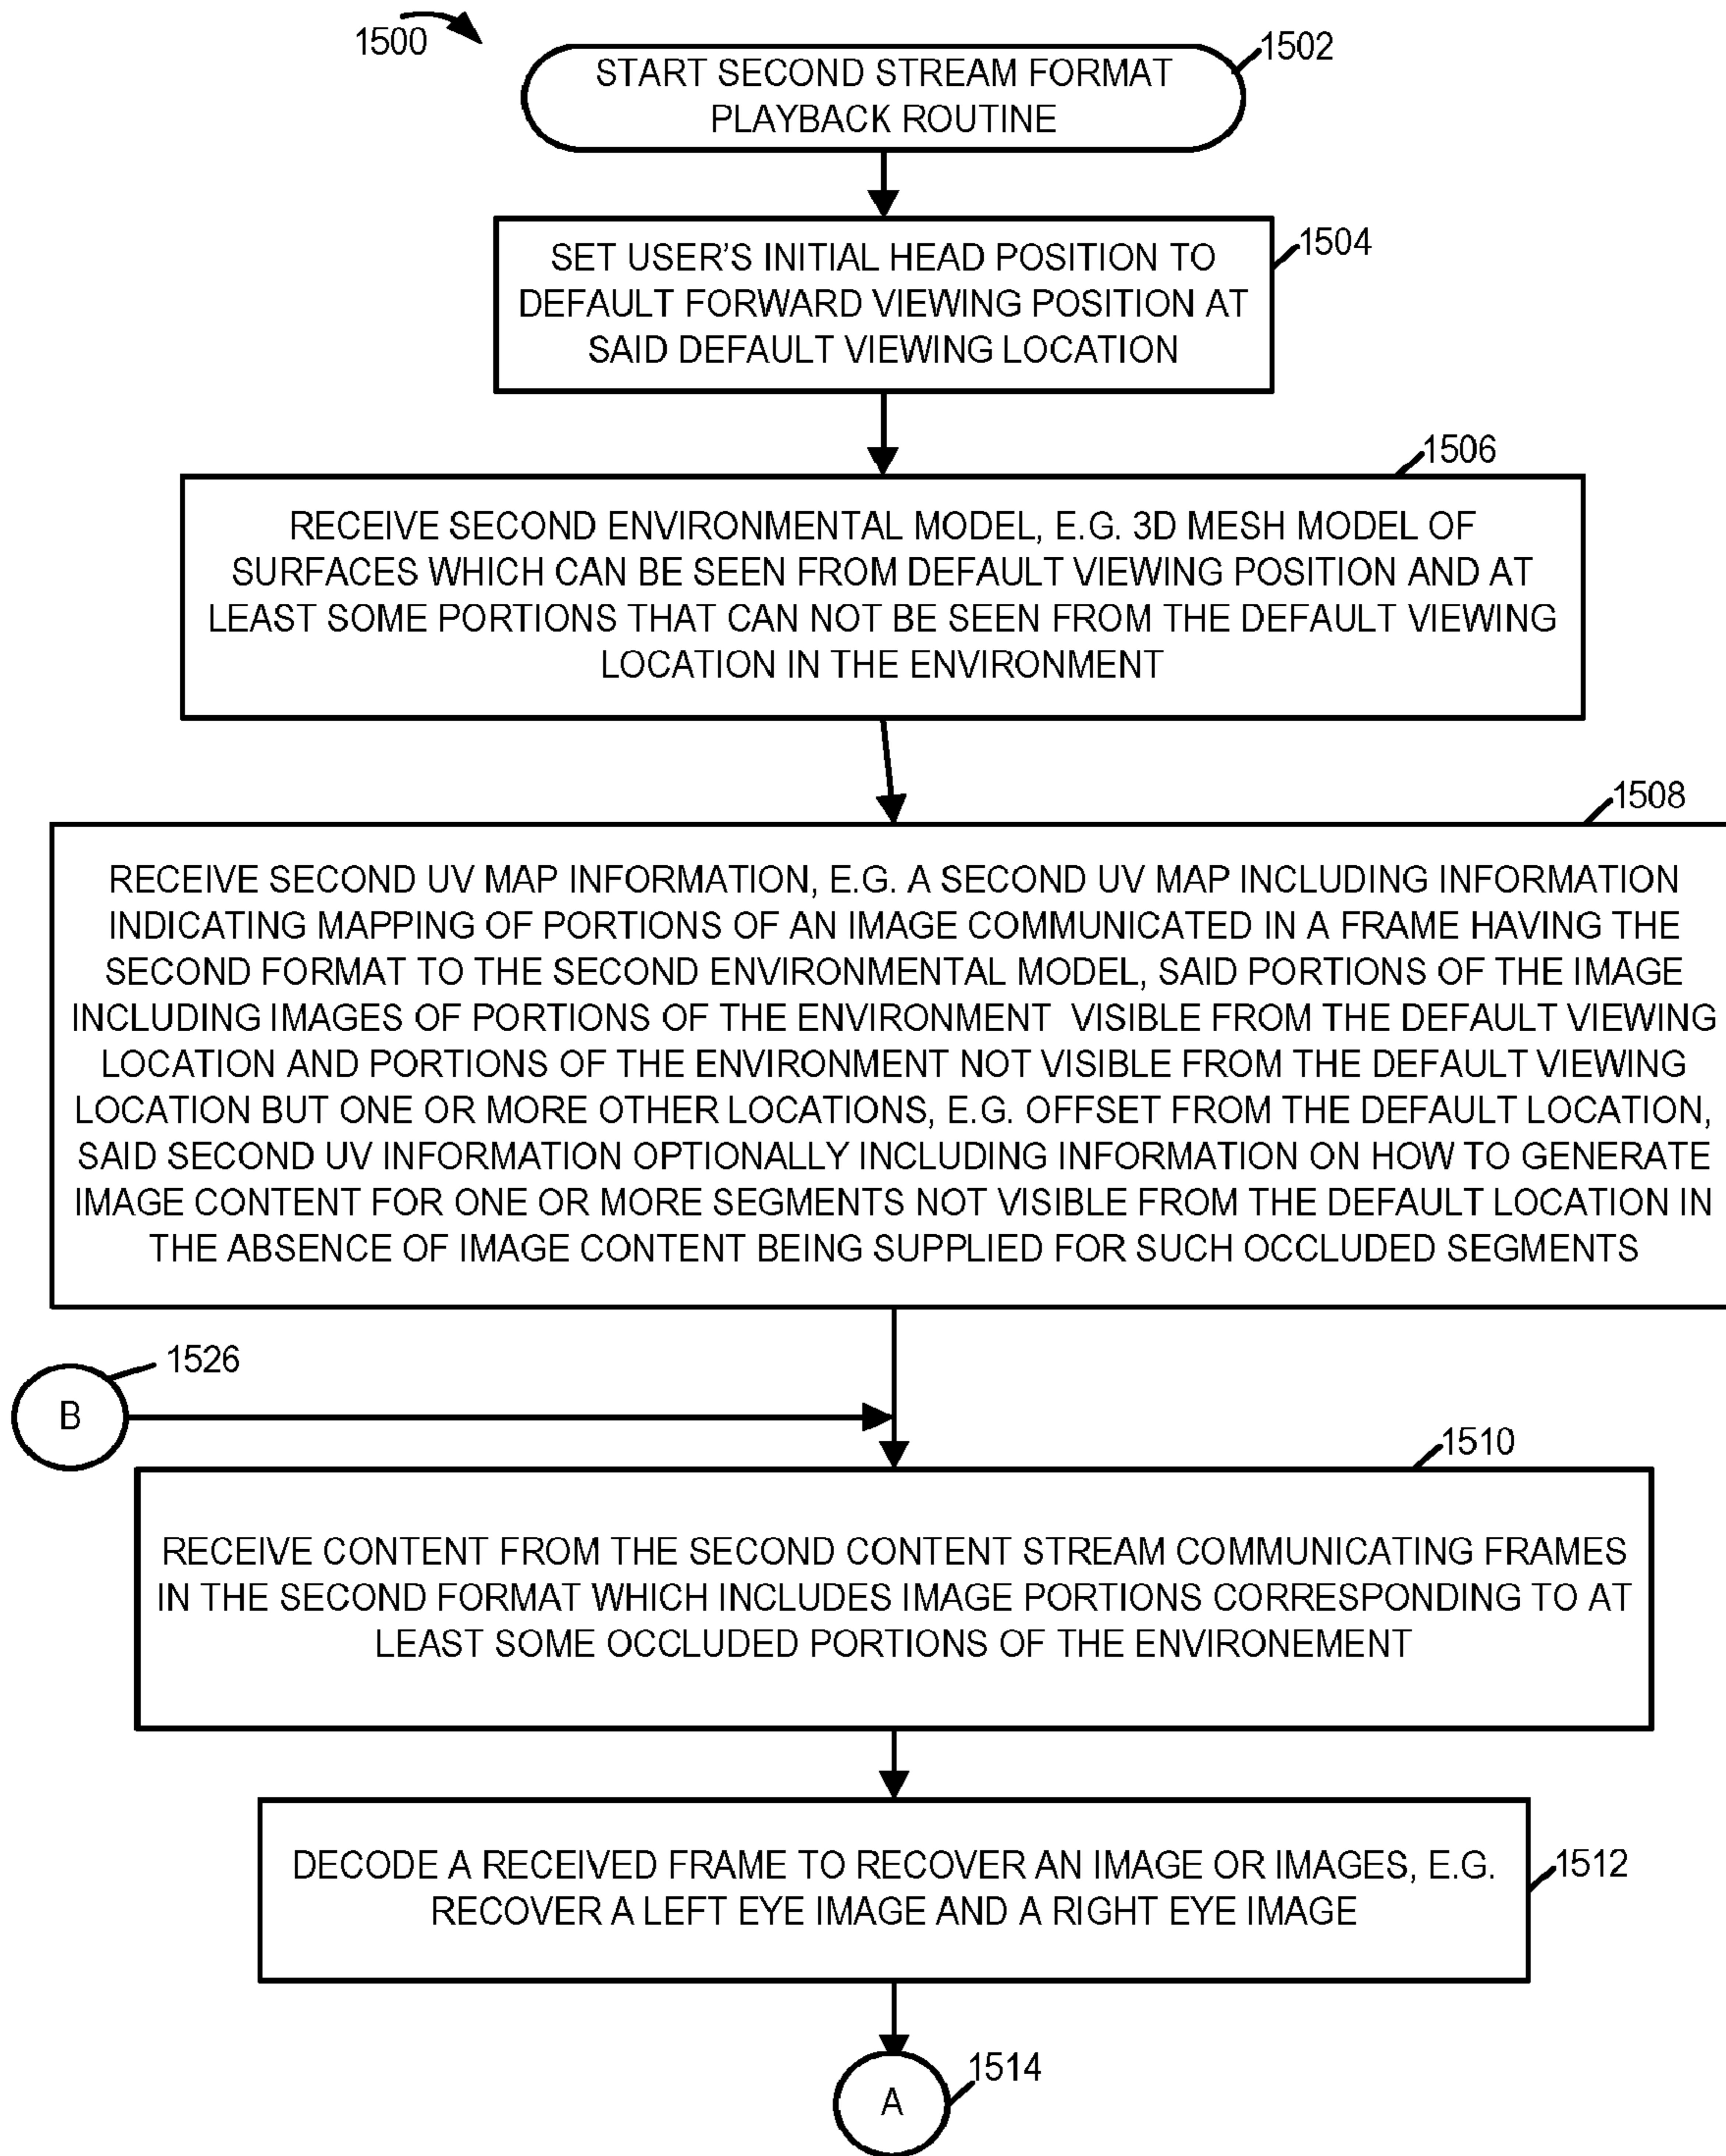 1500
1502
START SECOND STREAM FORMAT
PLAYBACK ROUTINE
1504
SET USER'S INITIAL HEAD POSITION TO
DEFAULT FORWARD VIEWING POSITION AT
SAID DEFAULT VIEWING LOCATION
1506
RECEIVE SECOND ENVIRONMENTAL MODEL, E.G. 3D MESH MODEL OF
SURFACES WHICH CAN BE SEEN FROM DEFAULT VIEWING POSITION AND AT
LEAST SOME PORTIONS THAT CAN NOT BE SEEN FROM THE DEFAULT VIEWING
LOCATION IN THE ENVIRONMENT
1508
RECEIVE SECOND UV MAP INFORMATION, E.G. A SECOND UV MAP INCLUDING INFORMATION
INDICATING MAPPING OF PORTIONS OF AN IMAGE COMMUNICATED IN A FRAME HAVING THE
SECOND FORMAT TO THE SECOND ENVIRONMENTAL MODEL, SAID PORTIONS OF THE IMAGE
INCLUDING IMAGES OF PORTIONS OF THE ENVIRONMENT VISIBLE FROM THE DEFAULT VIEWING
LOCATION AND PORTIONS OF THE ENVIRONMENT NOT VISIBLE FROM THE DEFAULT VIEWING
LOCATION BUT ONE OR MORE OTHER LOCATIONS, E.G. OFFSET FROM THE DEFAULT LOCATION,
SAID SECOND UV INFORMATION OPTIONALLY INCLUDING INFORMATION ON HOW TO GENERATE
IMAGE CONTENT FOR ONE OR MORE SEGMENTS NOT VISIBLE FROM THE DEFAULT LOCATION IN
THE ABSENCE OF IMAGE CONTENT BEING SUPPLIED FOR SUCH OCCLUDED SEGMENTS
1526
B
1510
RECEIVE CONTENT FROM THE SECOND CONTENT STREAM COMMUNICATING FRAMES
IN THE SECOND FORMAT WHICH INCLUDES IMAGE PORTIONS CORRESPONDING TO AT
LEAST SOME OCCLUDED PORTIONS OF THE ENVIRONEMENT
1512
DECODE A RECEIVED FRAME TO RECOVER AN IMAGE OR IMAGES, E.G.
RECOVER A LEFT EYE IMAGE AND A RIGHT EYE IMAGE
1514
A